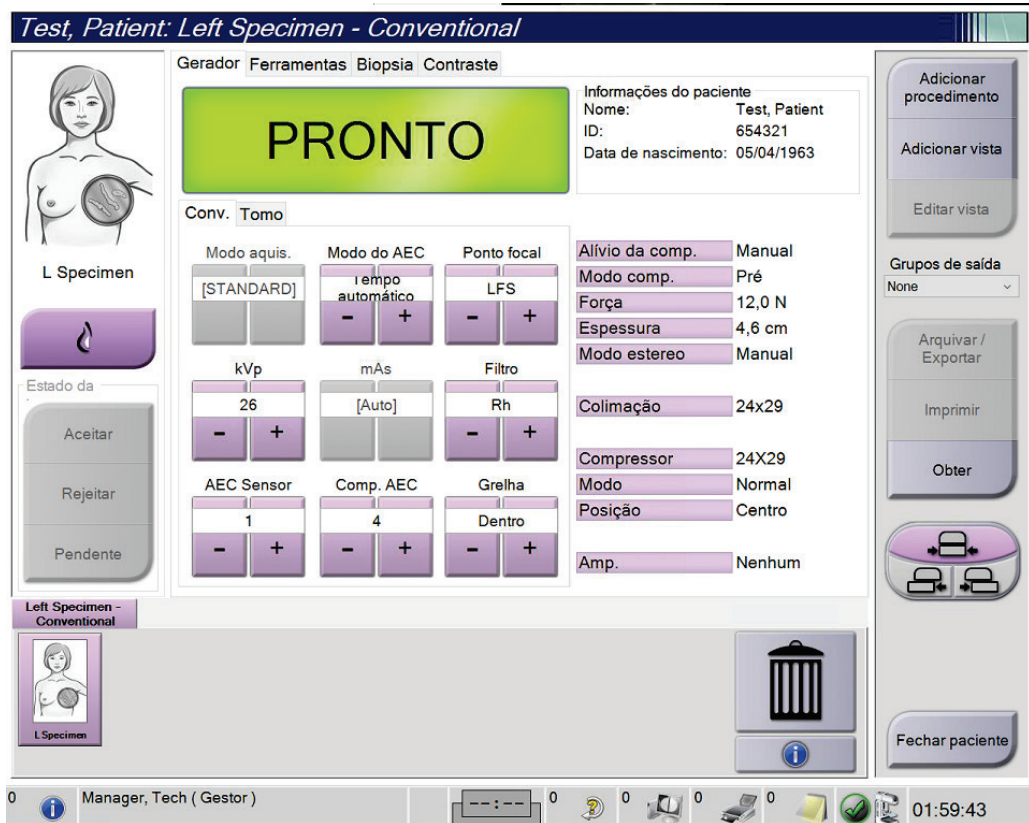 Test, Patient: Left Specimen - Conventional
Gerador Ferramentas Biopsia Contraste
PRONTO
Informações do paciente
Nome: Test, Patient
ID: 654321
Data de nascimento: 05/04/1963
L Specimen
Estado da
Aceitar
Rejeitar
Pendente
Conv. Tomo
Modo aquis. Modo do AEC Ponto focal
[STANDARD] Tempo automático LFS
- + - +
kVp mAs Filtro
26 [Auto] Rh
- + - +
AEC Sensor Comp. AEC Grelha
1 4 Dentro
- + - + - +
Alívio da comp. Manual
Modo comp. Pré
Força 12,0 N
Espessura 4,6 cm
Modo estereo Manual
Colimação 24x29
Compressor 24X29
Modo Normal
Posição Centro
Amp. Nenhum
Adicionar
procedimento
Adicionar vista
Editar vista
Grupos de saída
None
Arquivar /
Exportar
Imprimir
Obter
Fechar paciente
Left Specimen -
Conventional
L Specimen
0 Manager, Tech ( Gestor ) --:-- 0 0 0 0 01:59:43